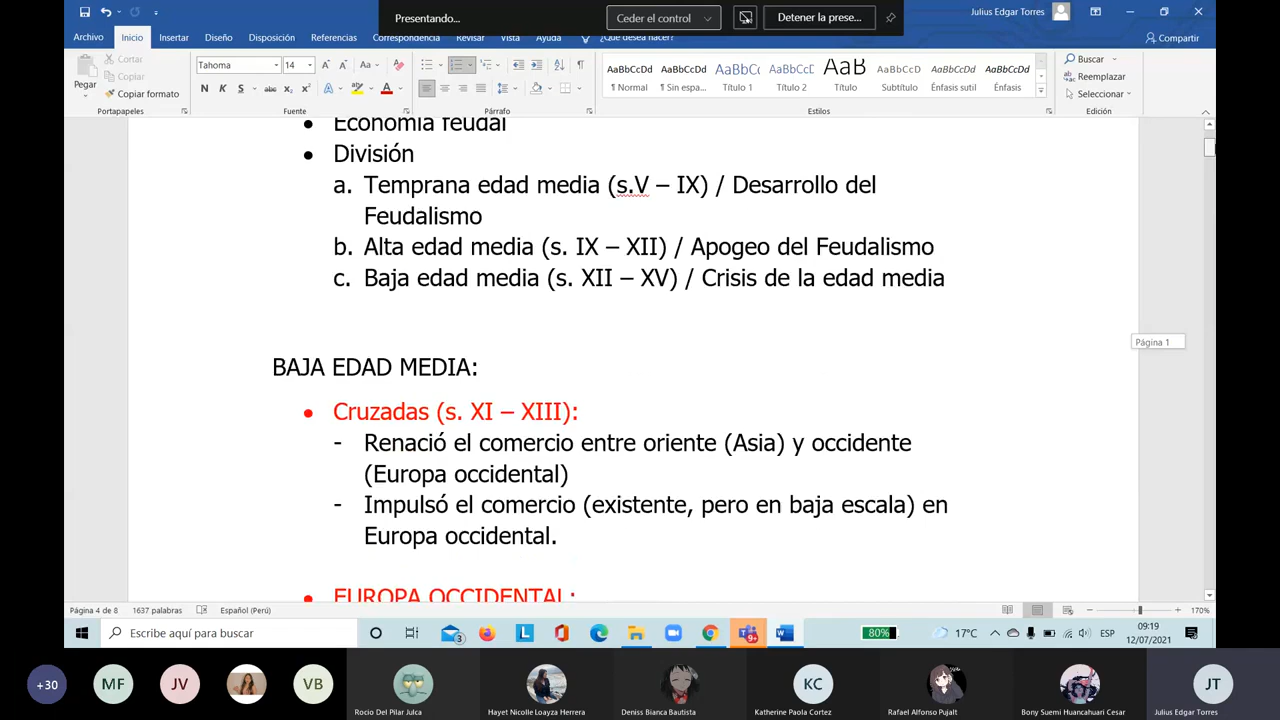 Presentando...
Ceder el control
Detener la prese...
Julius Edgar Torres
Archivo Inicio Insertar Diseño Disposición Referencias Correspondencia Revisar Vista Ayuda ¿Qué desea hacer? Compartir
Cortar
Copiar
Copiar formato
Pegar
Portapapeles
Tahoma 14
N K S abc x₂ x²
Fuente
Párrafo
AaBbCcDd AaBbCcDd AaBbCc AaBbCcD AaB AaBbCcD AaBbCcDd AaBbCcDd
¶ Normal ¶ Sin espa... Título 1 Título 2 Título Subtítulo Énfasis sutil Énfasis
Estilos
Buscar
Reemplazar
Seleccionar
Edición
• Economía feudal
• División
a. Temprana edad media (s.V – IX) / Desarrollo del
Feudalismo
b. Alta edad media (s. IX – XII) / Apogeo del Feudalismo
c. Baja edad media (s. XII – XV) / Crisis de la edad media
Página 1
BAJA EDAD MEDIA:
• Cruzadas (s. XI – XIII):
- Renació el comercio entre oriente (Asia) y occidente
(Europa occidental)
- Impulsó el comercio (existente, pero en baja escala) en
Europa occidental.
• EUROPA OCCIDENTAL:
Página 4 de 8 1637 palabras Español (Perú) 170%
Escribe aquí para buscar
80%
17°C
ESP
09:19
12/07/2021
+30 MF JV VB KC JT
Rocio Del Pilar Julca Hayet Nicolle Loayza Herrera Deniss Bianca Bautista Katherine Paola Cortez Rafael Alfonso Pujalt Bony Suemi Huancahuari Cesar Julius Edgar Torres